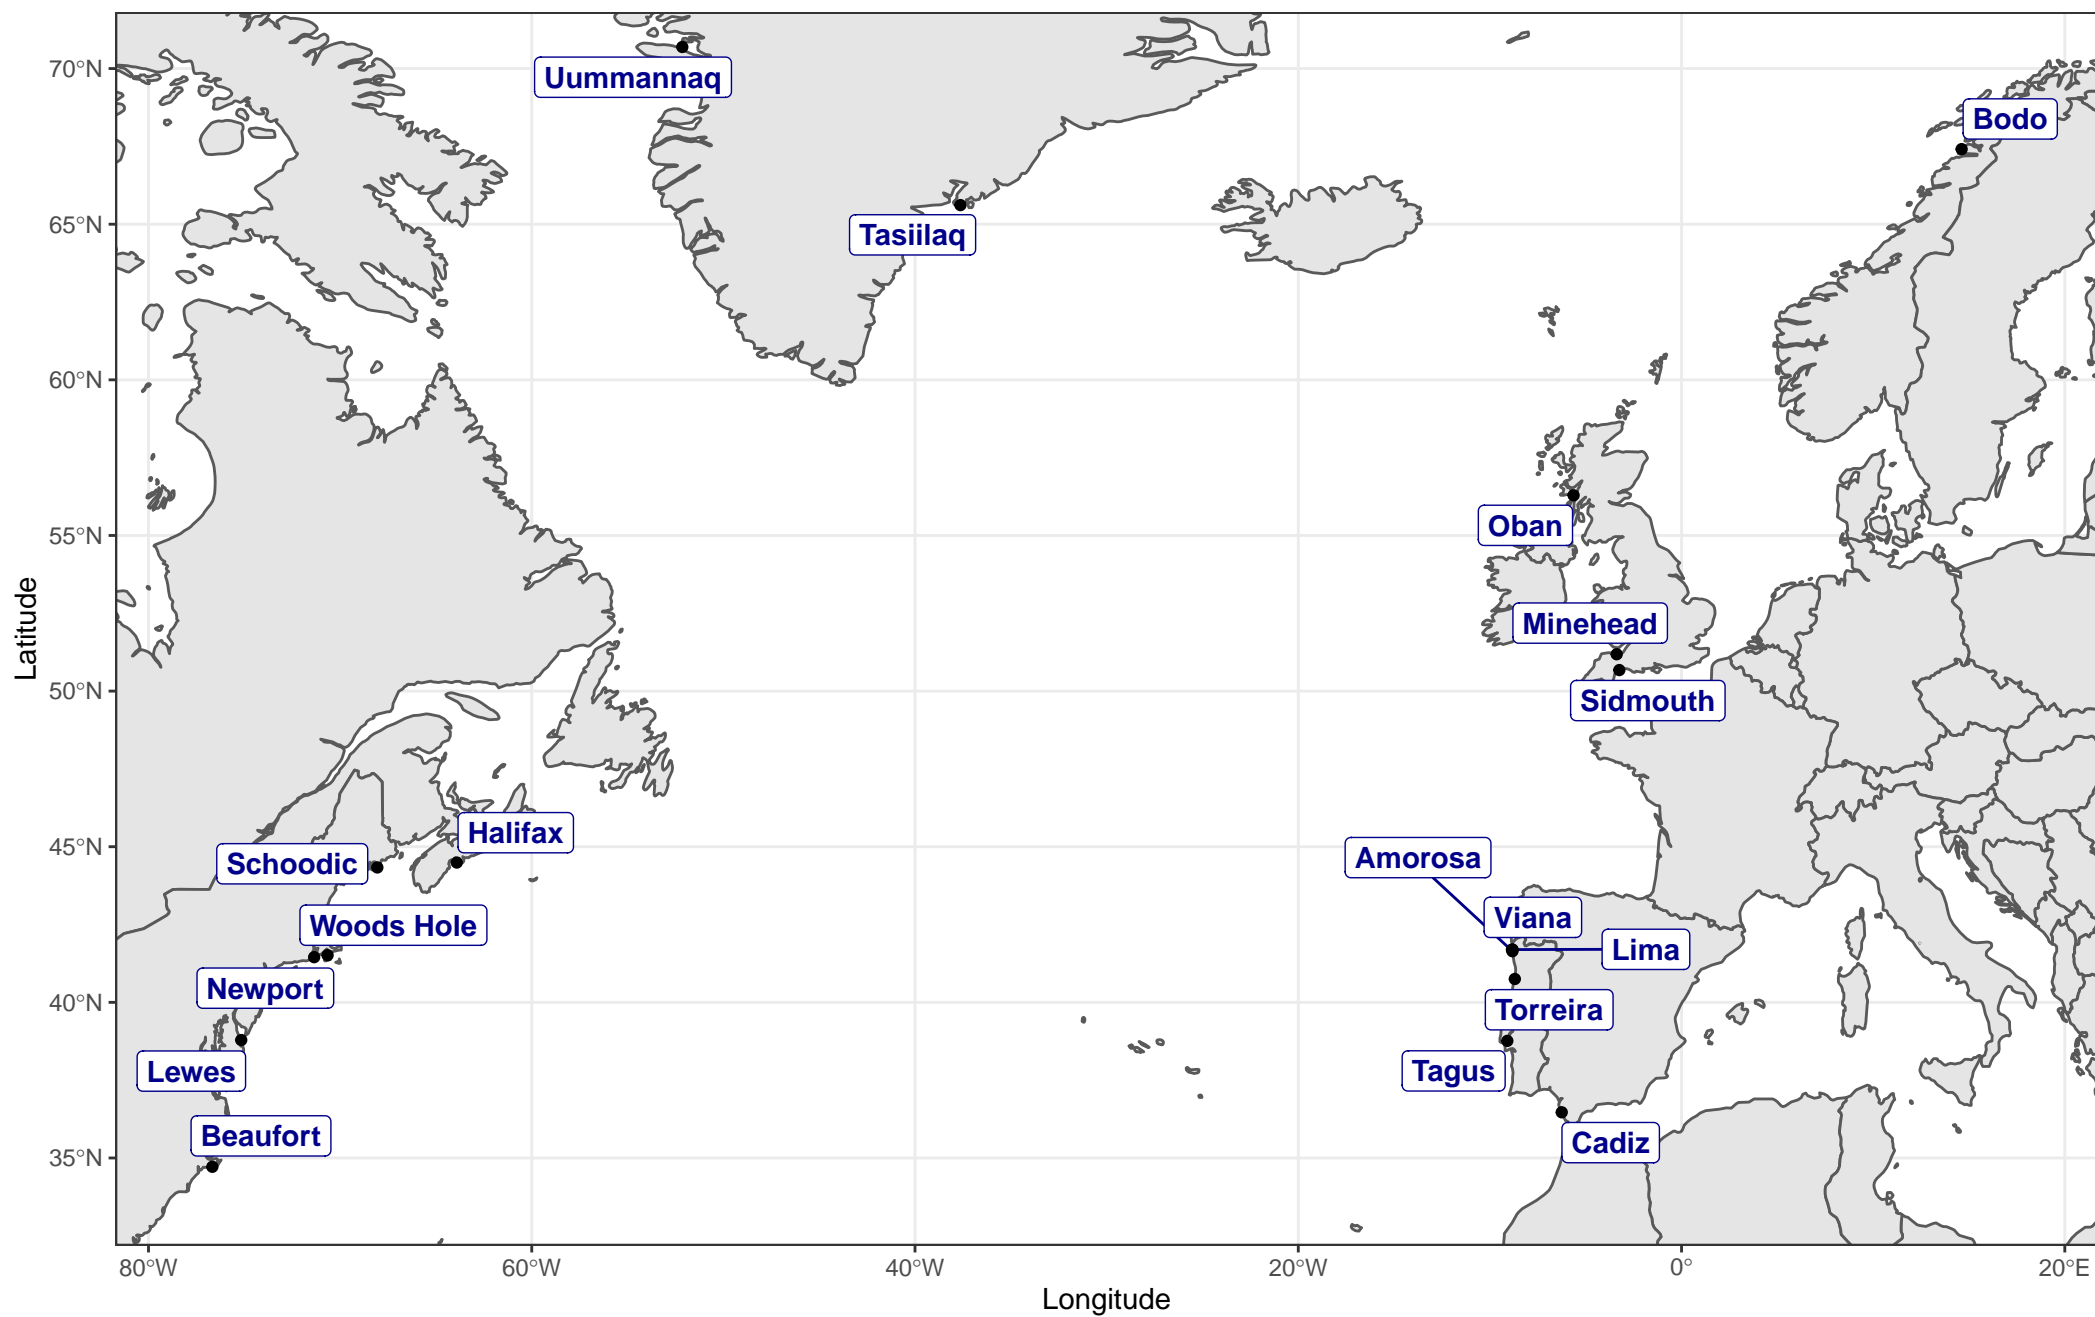 70°N
65°N
60°N
55°N
50°N
45°N
40°N
35°N
Latitude
Uummannaq
Bodo
Tasiilaq
Oban
Minehead
Sidmouth
Halifax
Schoodic
Amorosa
Viana
Woods Hole
Lima
Newport
Torreira
Lewes
Tagus
Beaufort
Cadiz
80°W
60°W
40°W
20°W
0°
20°E
Longitude